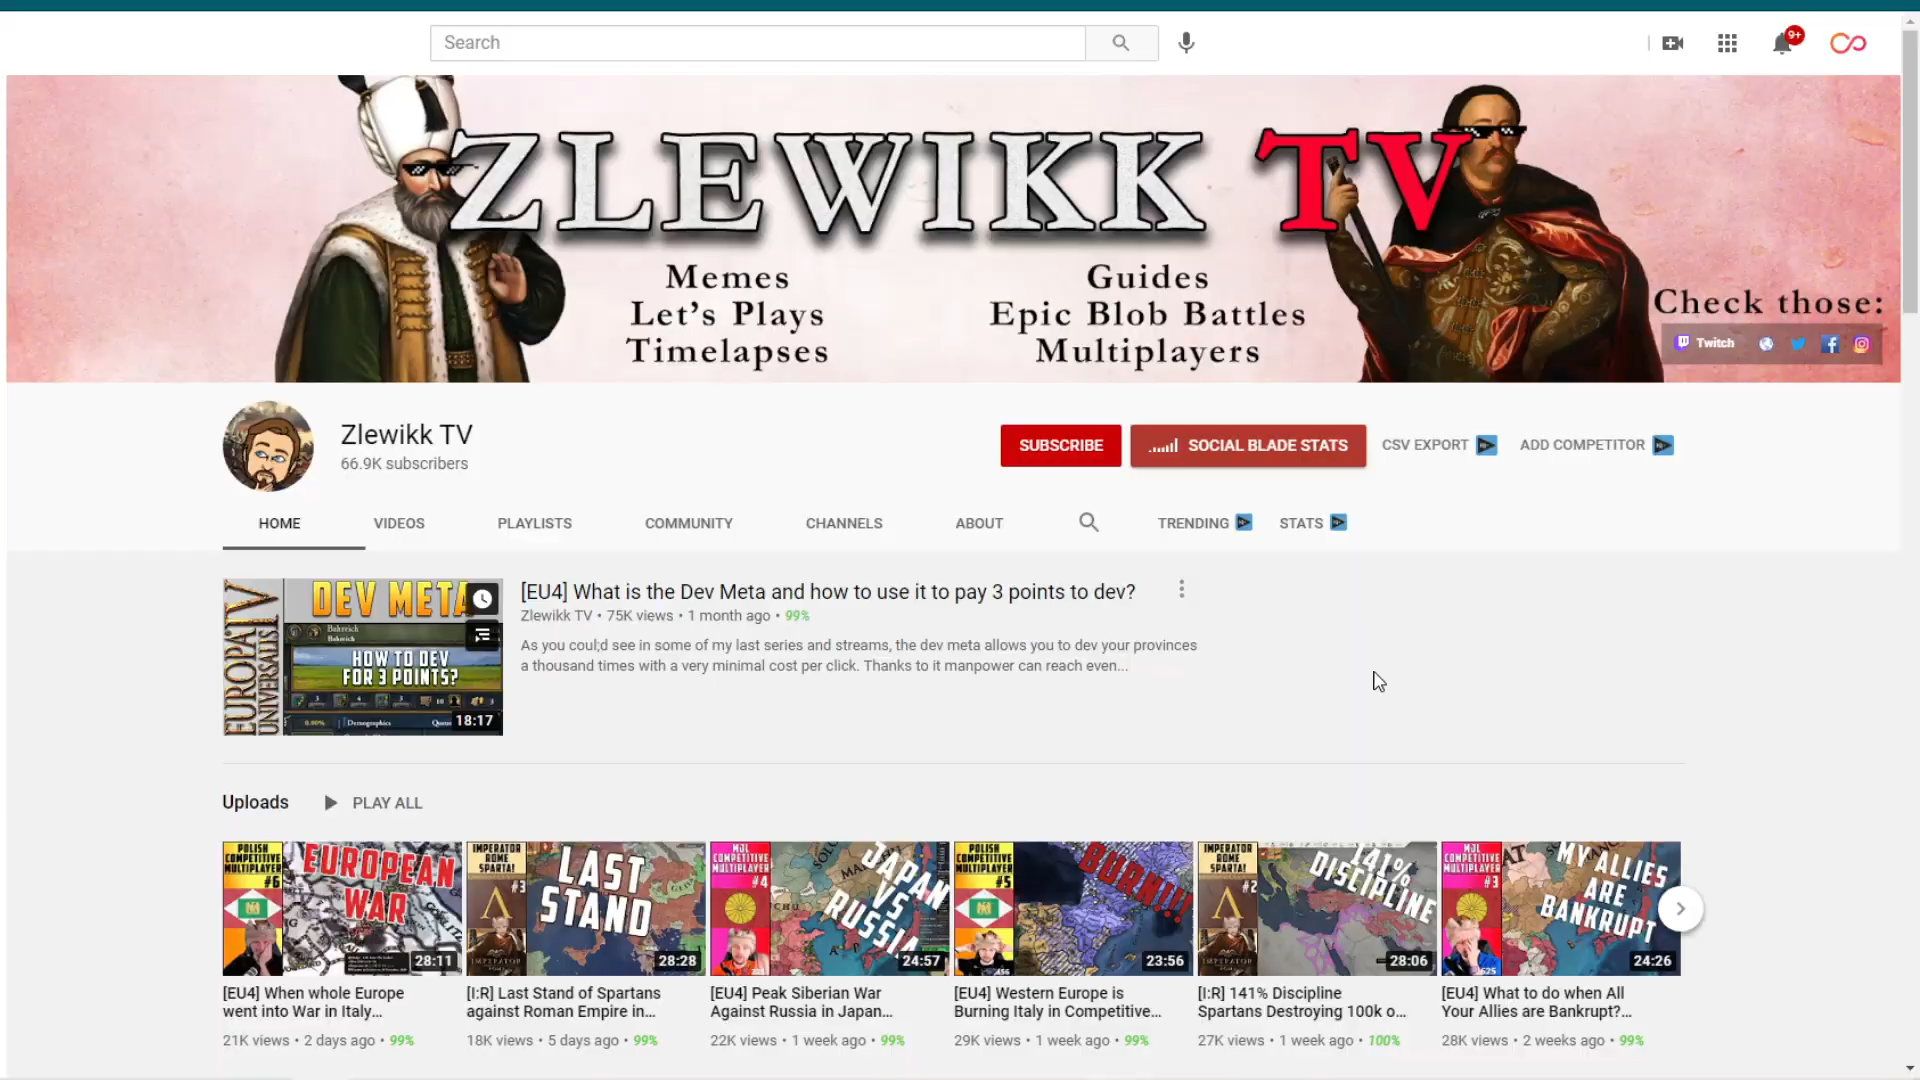 Search
9+
ZLEWIKK TV
Memes
Let's Plays
Timelapses
Guides
Epic Blob Battles
Multiplayers
Check those:
Twitch
Zlewikk TV
66.9K subscribers
SUBSCRIBE
SOCIAL BLADE STATS
CSV EXPORT
ADD COMPETITOR
HOME
VIDEOS
PLAYLISTS
COMMUNITY
CHANNELS
ABOUT
TRENDING
STATS
EUROPA IV
UNIVERSALIS
DEV META
HOW TO DEV
FOR 3 POINTS?
18:17
[EU4] What is the Dev Meta and how to use it to pay 3 points to dev?
Zlewikk TV • 75K views • 1 month ago • 99%
As you coul;d see in some of my last series and streams, the dev meta allows you to dev your provinces
a thousand times with a very minimal cost per click. Thanks to it manpower can reach even...
Uploads
PLAY ALL
POLISH
COMPETITIVE
MULTIPLAYER
#6
EUROPEAN
WAR
28:11
IMPERATOR
ROME
SPARTA!
#3
LAST
STAND
28:28
MDL
COMPETITIVE
MULTIPLAYER
#4
JAPAN
VS
RUSSIA
24:57
POLISH
COMPETITIVE
MULTIPLAYER
#5
BURN!!!
23:56
IMPERATOR
ROME
SPARTA!
#2
141%
DISCIPLINE
28:06
MDL
COMPETITIVE
MULTIPLAYER
#3
MY ALLIES
ARE
BANKRUPT
24:26
[EU4] When whole Europe
went into War in Italy...
21K views • 2 days ago • 99%
[I:R] Last Stand of Spartans
against Roman Empire in...
18K views • 5 days ago • 99%
[EU4] Peak Siberian War
Against Russia in Japan...
22K views • 1 week ago • 99%
[EU4] Western Europe is
Burning Italy in Competitive...
29K views • 1 week ago • 99%
[I:R] 141% Discipline
Spartans Destroying 100k o...
27K views • 1 week ago • 100%
[EU4] What to do when All
Your Allies are Bankrupt?...
28K views • 2 weeks ago • 99%